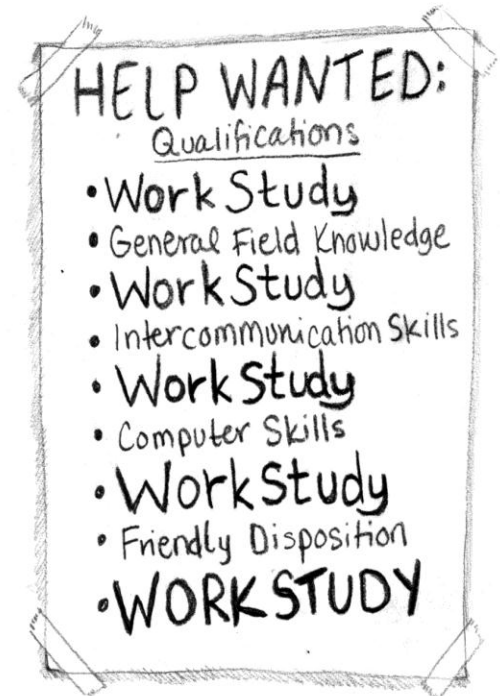 HELP WANTED:
Qualifications
• Work Study
• General Field Knowledge
• Work Study
• Intercommunication Skills
• Work Study
• Computer Skills
• Work Study
• Friendly Disposition
• WORK STUDY